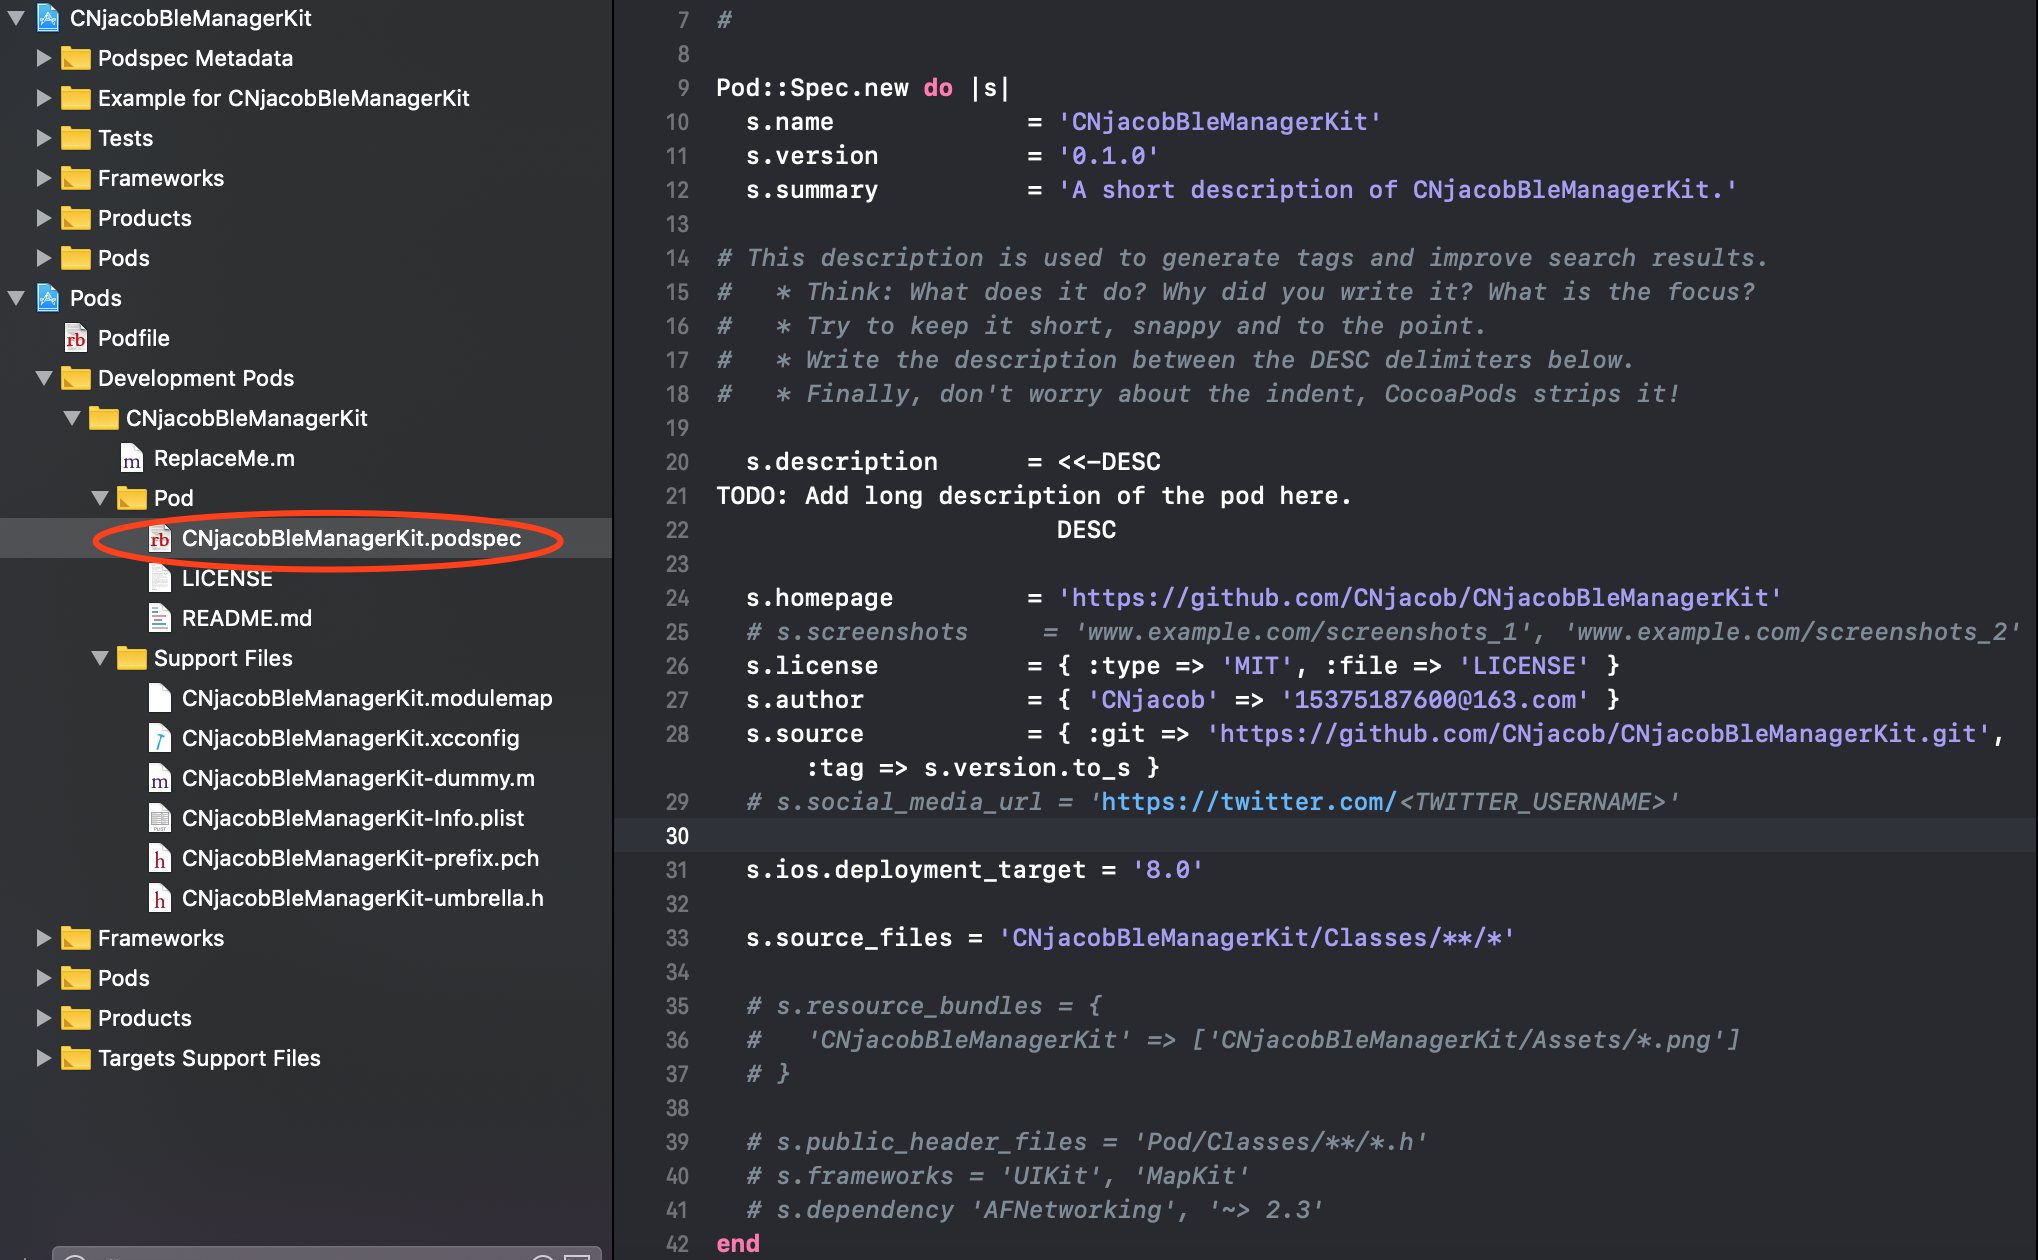 CNjacobBleManagerKit
Podspec Metadata
Example for CNjacobBleManagerKit
Tests
Frameworks
Products
Pods
Pods
rb Podfile
Development Pods
CNjacobBleManagerKit
m ReplaceMe.m
Pod
rb CNjacobBleManagerKit.podspec
LICENSE
README.md
Support Files
CNjacobBleManagerKit.modulemap
CNjacobBleManagerKit.xcconfig
m CNjacobBleManagerKit-dummy.m
CNjacobBleManagerKit-Info.plist
h CNjacobBleManagerKit-prefix.pch
h CNjacobBleManagerKit-umbrella.h
Frameworks
Pods
Products
Targets Support Files
7 #
8
9 Pod::Spec.new do |s|
10 s.name = 'CNjacobBleManagerKit'
11 s.version = '0.1.0'
12 s.summary = 'A short description of CNjacobBleManagerKit.'
13
14 # This description is used to generate tags and improve search results.
15 # * Think: What does it do? Why did you write it? What is the focus?
16 # * Try to keep it short, snappy and to the point.
17 # * Write the description between the DESC delimiters below.
18 # * Finally, don't worry about the indent, CocoaPods strips it!
19
20 s.description = <<-DESC
21 TODO: Add long description of the pod here.
22 DESC
23
24 s.homepage = 'https://github.com/CNjacob/CNjacobBleManagerKit'
25 # s.screenshots = 'www.example.com/screenshots_1', 'www.example.com/screenshots_2'
26 s.license = { :type => 'MIT', :file => 'LICENSE' }
27 s.author = { 'CNjacob' => '15375187600@163.com' }
28 s.source = { :git => 'https://github.com/CNjacob/CNjacobBleManagerKit.git',
:tag => s.version.to_s }
29 # s.social_media_url = 'https://twitter.com/<TWITTER_USERNAME>'
30
31 s.ios.deployment_target = '8.0'
32
33 s.source_files = 'CNjacobBleManagerKit/Classes/**/*'
34
35 # s.resource_bundles = {
36 # 'CNjacobBleManagerKit' => ['CNjacobBleManagerKit/Assets/*.png']
37 # }
38
39 # s.public_header_files = 'Pod/Classes/**/*.h'
40 # s.frameworks = 'UIKit', 'MapKit'
41 # s.dependency 'AFNetworking', '~> 2.3'
42 end